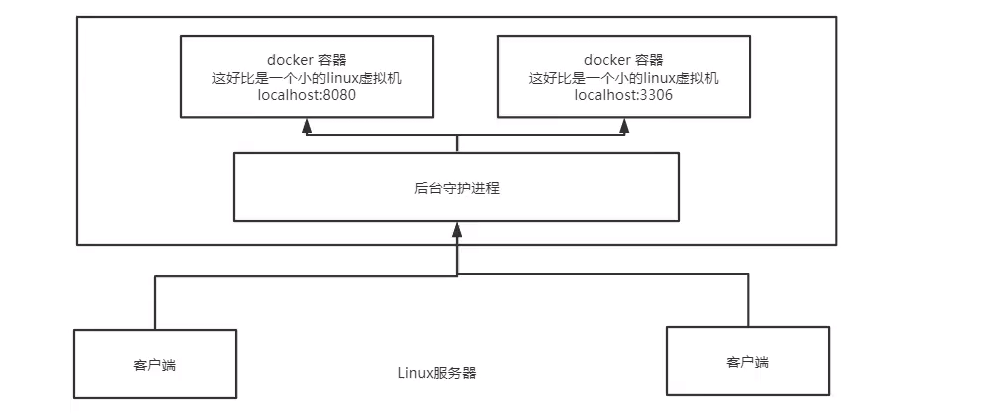 docker 容器
这好比是一个小的linux虚拟机
localhost:8080
docker 容器
这好比是一个小的linux虚拟机
localhost:3306
后台守护进程
客户端
Linux服务器
客户端